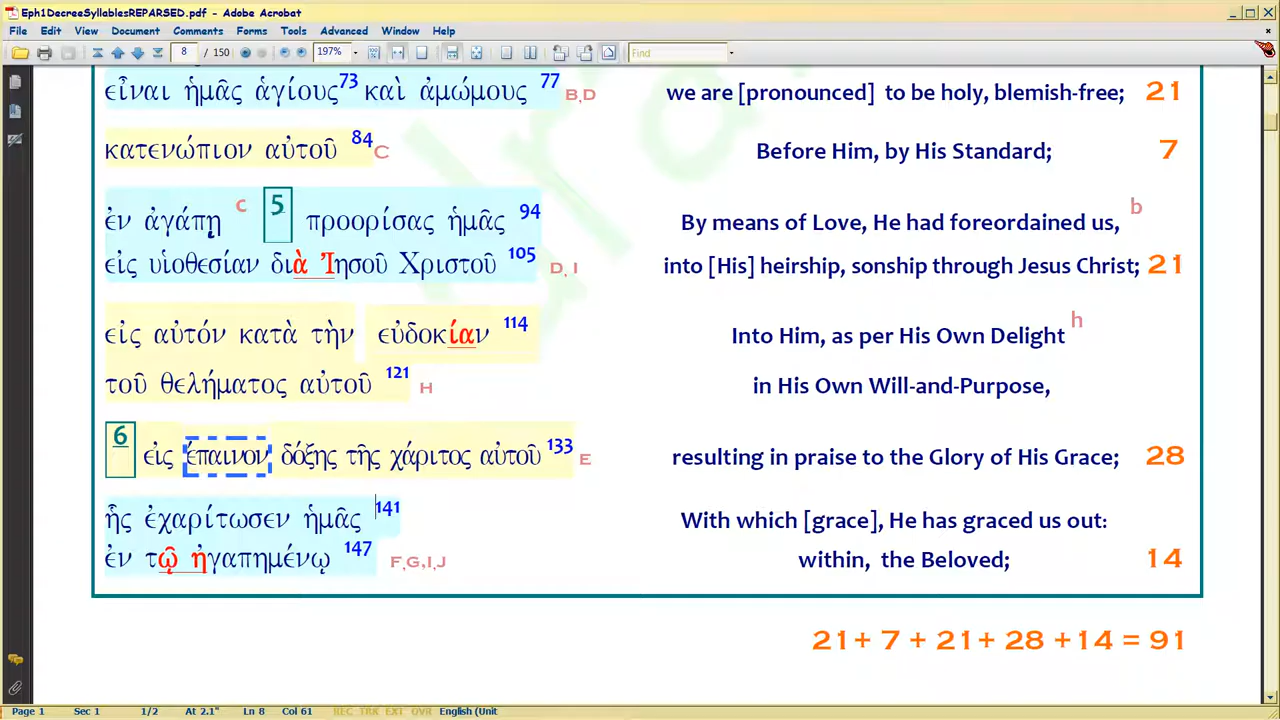 Eph1DecreeSyllablesREPARSED.pdf - Adobe Acrobat
File Edit View Document Comments Forms Tools Advanced Window Help
8 / 150 197% Find
εἶναι ἡμᾶς ἁγίους 73 καὶ ἀμώμους 77 B,D we are [pronounced] to be holy, blemish-free; 21
κατενώπιον αὐτοῦ 84 C Before Him, by His Standard; 7
ἐν ἀγάπῃ c 5 προορίσας ἡμᾶς 94 By means of Love, He had foreordained us, b
εἰς υἱοθεσίαν διὰ Ἰησοῦ Χριστοῦ 105 D, I into [His] heirship, sonship through Jesus Christ; 21
εἰς αὐτόν κατὰ τὴν εὐδοκίαν 114 Into Him, as per His Own Delight h
τοῦ θελήματος αὐτοῦ 121 H in His Own Will-and-Purpose,
6 εἰς ἔπαινον δόξης τῆς χάριτος αὐτοῦ 133 E resulting in praise to the Glory of His Grace; 28
ἧς ἐχαρίτωσεν ἡμᾶς 141 With which [grace], He has graced us out:
ἐν τῷ ἠγαπημένῳ 147 F,G,I,J within, the Beloved; 14
21+ 7 + 21+ 28 +14 = 91
Page 1 Sec 1 1/2 At 2.1" Ln 8 Col 61 REC TRK EXT OVR English (Unit